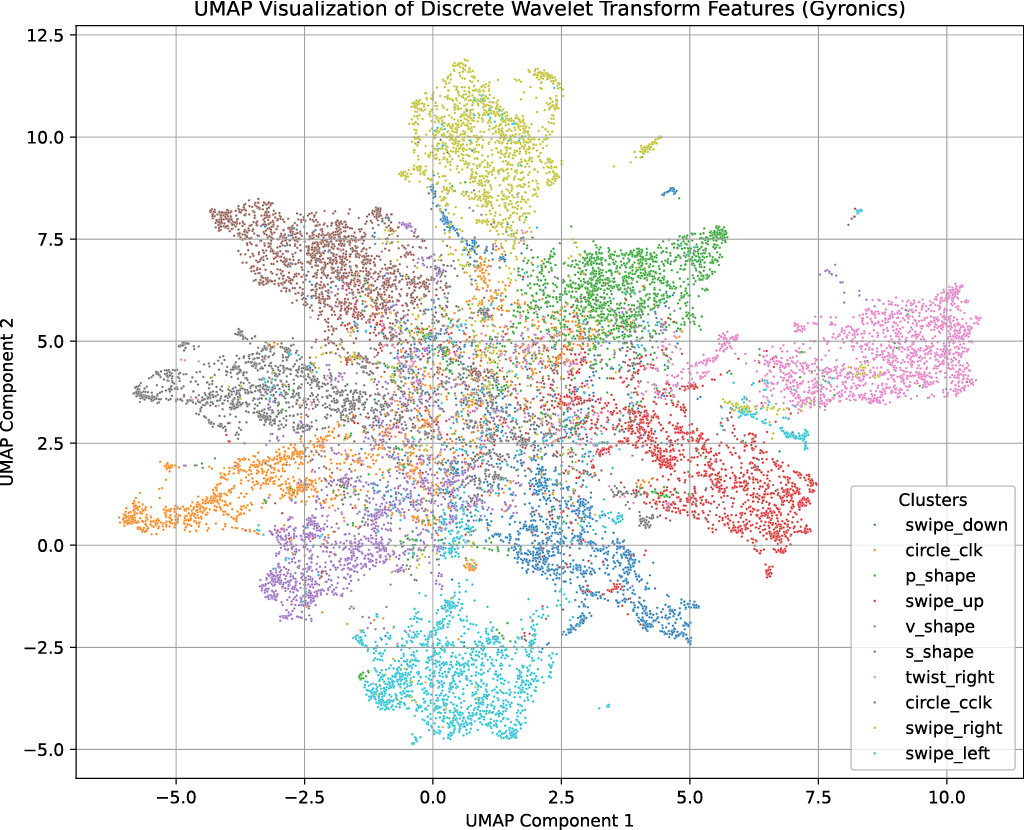 UMAP Visualization of Discrete Wavelet Transform Features (Gyronics)
12.5
10.0
7.5
5.0
2.5
0.0
−2.5
−5.0
UMAP Component 2
−5.0 −2.5 0.0 2.5 5.0 7.5 10.0
UMAP Component 1
Clusters
swipe_down
circle_clk
p_shape
swipe_up
v_shape
s_shape
twist_right
circle_cclk
swipe_right
swipe_left